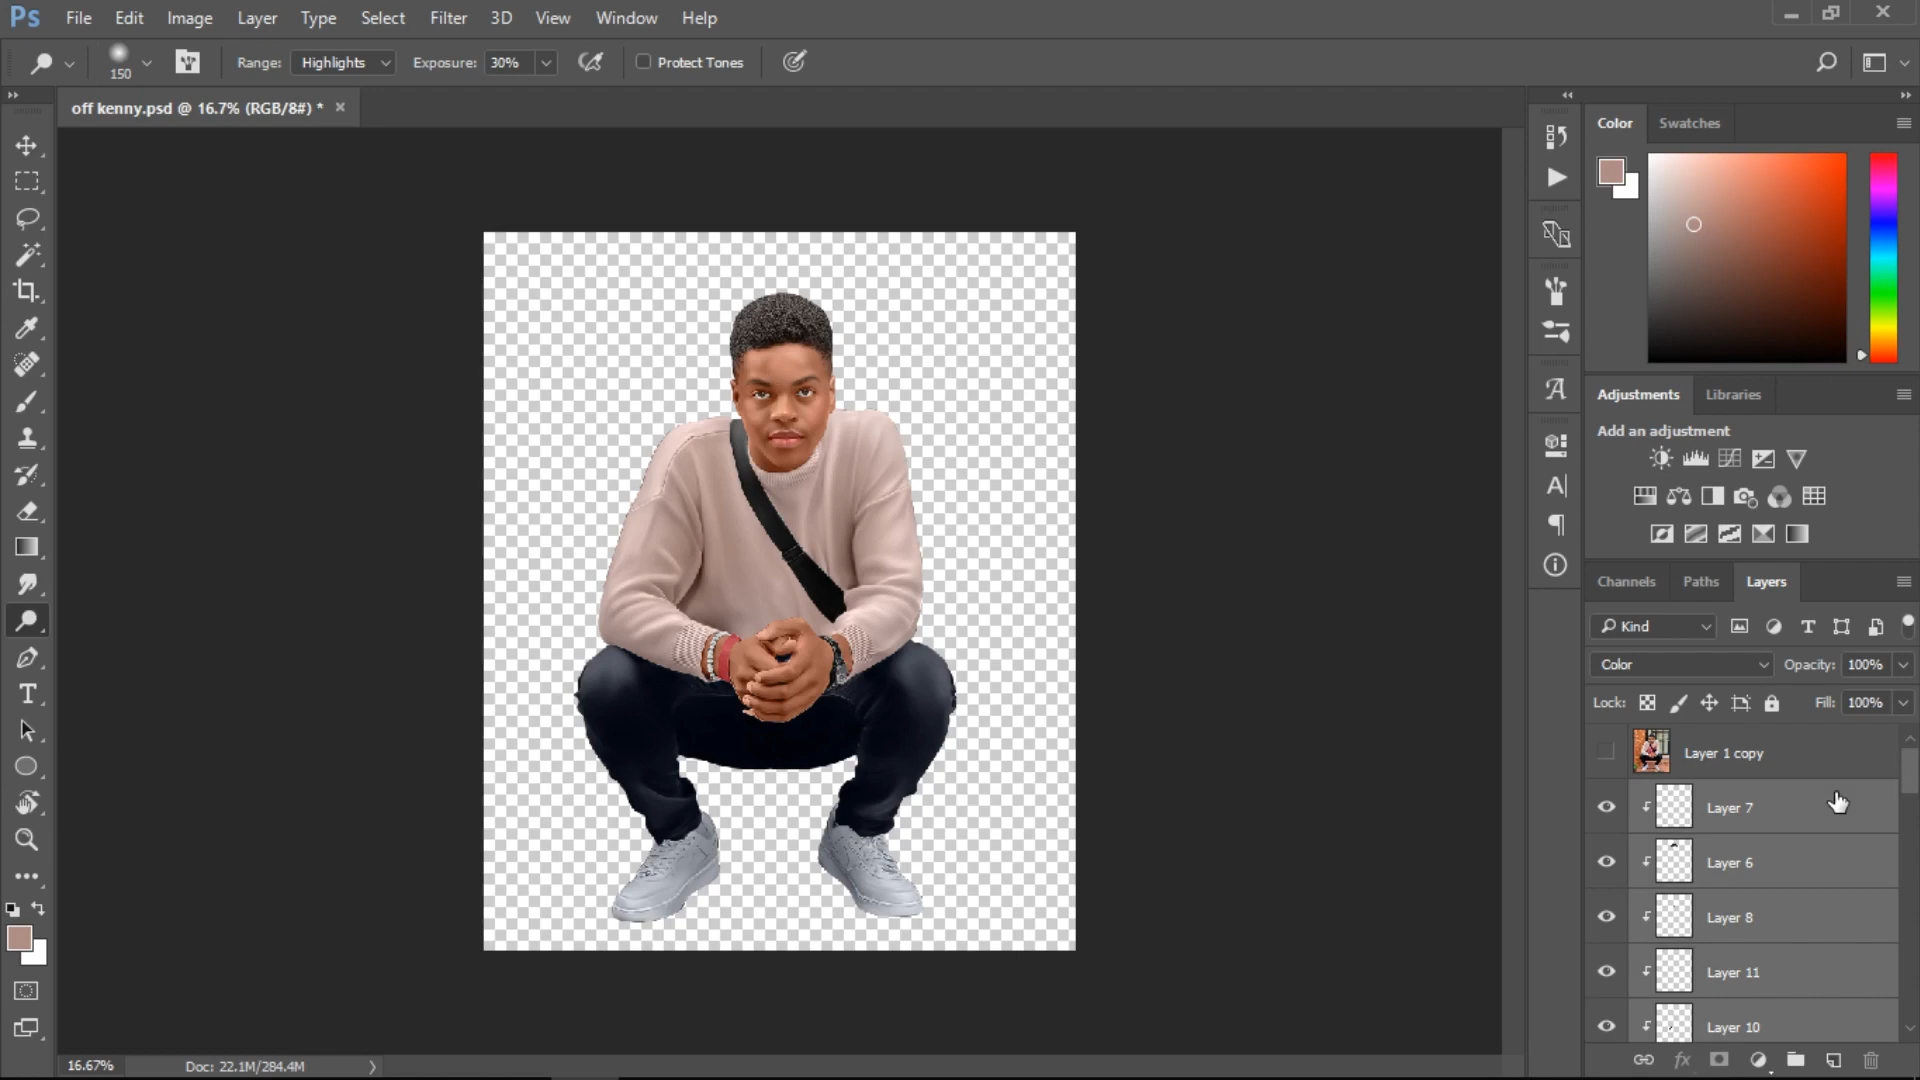 Ps File Edit Image Layer Type Select Filter 3D View Window Help
150 Range: Highlights Exposure: 30% Protect Tones
off kenny.psd @ 16.7% (RGB/8#) *
Color Swatches
Adjustments Libraries
Add an adjustment
Channels Paths Layers
Kind
Color Opacity: 100%
Lock: Fill: 100%
Layer 1 copy
Layer 7
Layer 6
Layer 8
Layer 11
Layer 10
16.67% Doc: 22.1M/284.4M